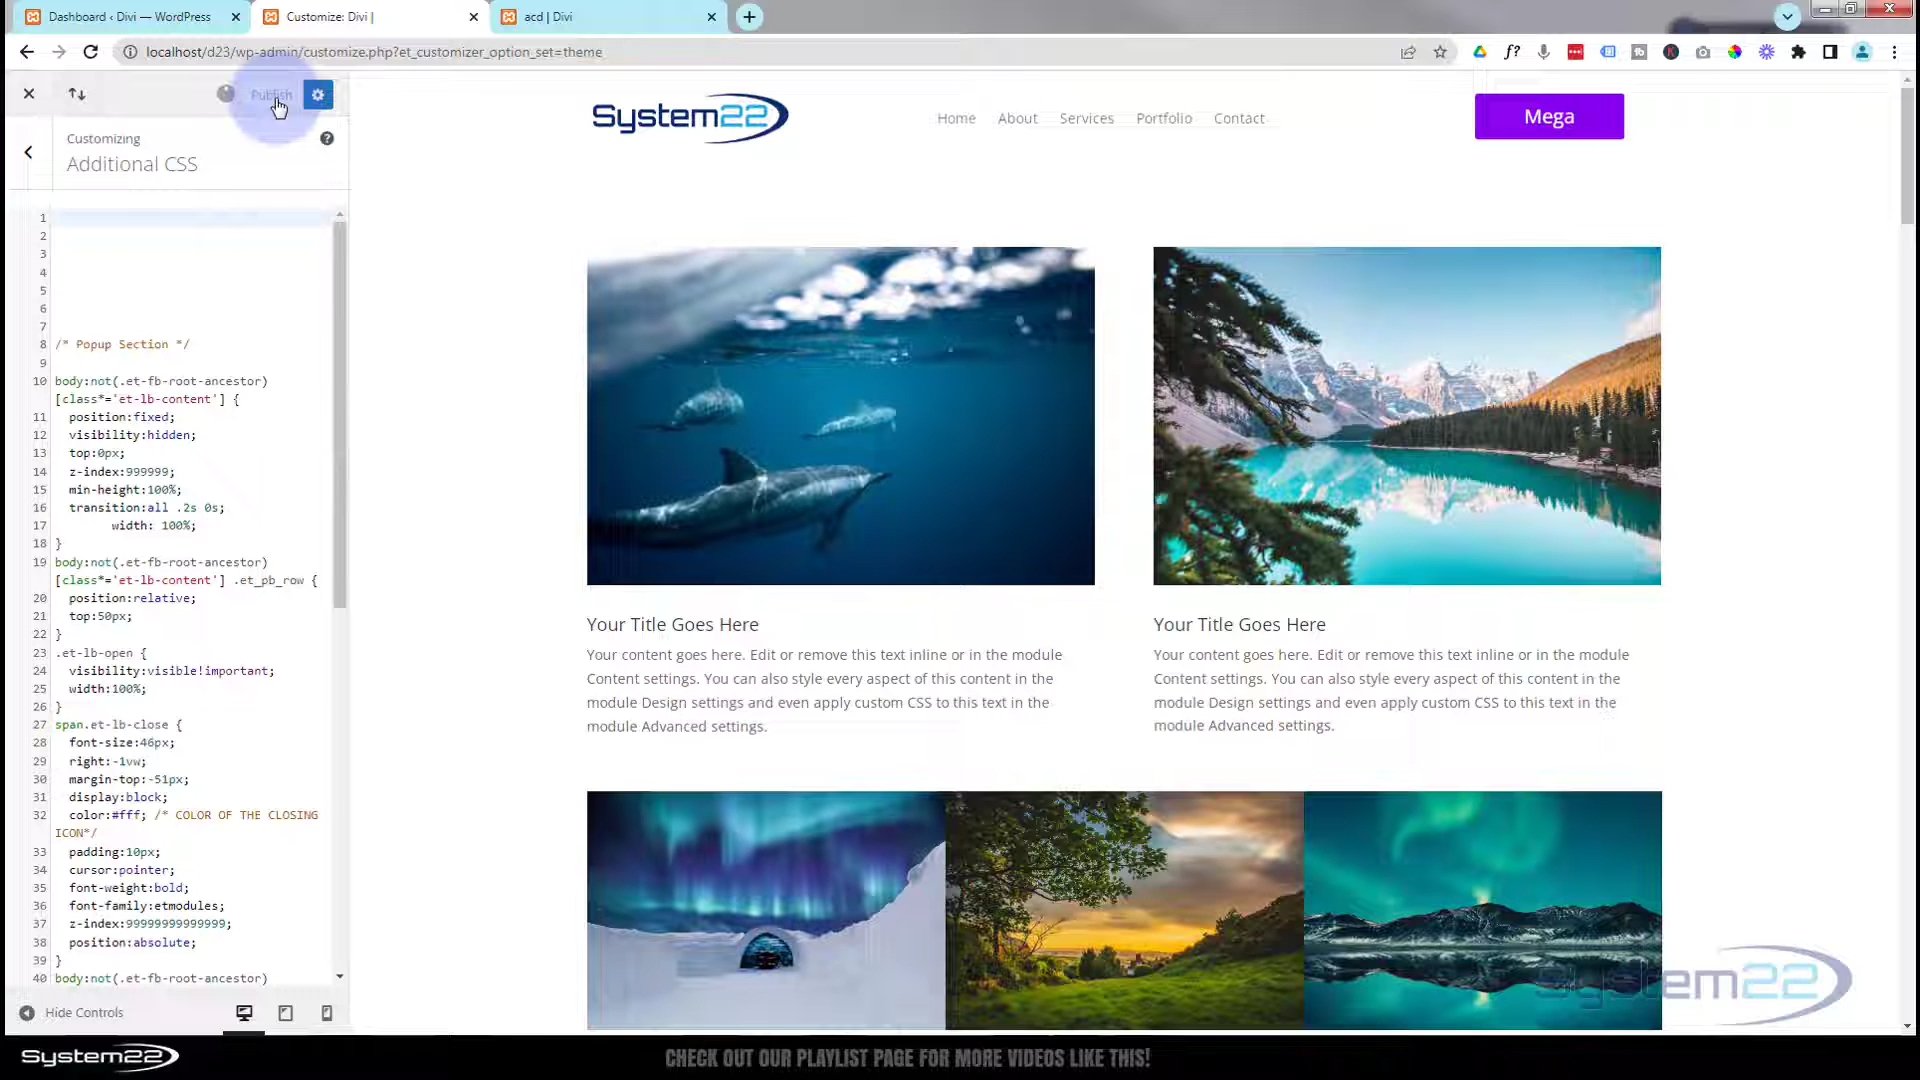 Dashboard ‹ Divi — WordPress
Customize: Divi |
acd | Divi
localhost/d23/wp-admin/customize.php?et_customizer_option_set=theme
Publish
Customizing
Additional CSS
System22
Home About Services Portfolio Contact
Mega
1
2
3
4
5
6
7
8 /* Popup Section */
9
10 body:not(.et-fb-root-ancestor)
[class*='et-lb-content'] {
11 position:fixed;
12 visibility:hidden;
13 top:0px;
14 z-index:999999;
15 min-height:100%;
16 transition:all .2s 0s;
17 width: 100%;
18 }
19 body:not(.et-fb-root-ancestor)
[class*='et-lb-content'] .et_pb_row {
20 position:relative;
21 top:50px;
22 }
23 .et-lb-open {
24 visibility:visible!important;
25 width:100%;
26 }
27 span.et-lb-close {
28 font-size:46px;
29 right:-1vw;
30 margin-top:-51px;
31 display:block;
32 color:#fff; /* COLOR OF THE CLOSING
ICON*/
33 padding:10px;
34 cursor:pointer;
35 font-weight:bold;
36 font-family:etmodules;
37 z-index:99999999999999;
38 position:absolute;
39 }
40 body:not(.et-fb-root-ancestor)
Hide Controls
Your Title Goes Here
Your content goes here. Edit or remove this text inline or in the module
Content settings. You can also style every aspect of this content in the
module Design settings and even apply custom CSS to this text in the
module Advanced settings.
Your Title Goes Here
Your content goes here. Edit or remove this text inline or in the module
Content settings. You can also style every aspect of this content in the
module Design settings and even apply custom CSS to this text in the
module Advanced settings.
System22
System22
CHECK OUT OUR PLAYLIST PAGE FOR MORE VIDEOS LIKE THIS!